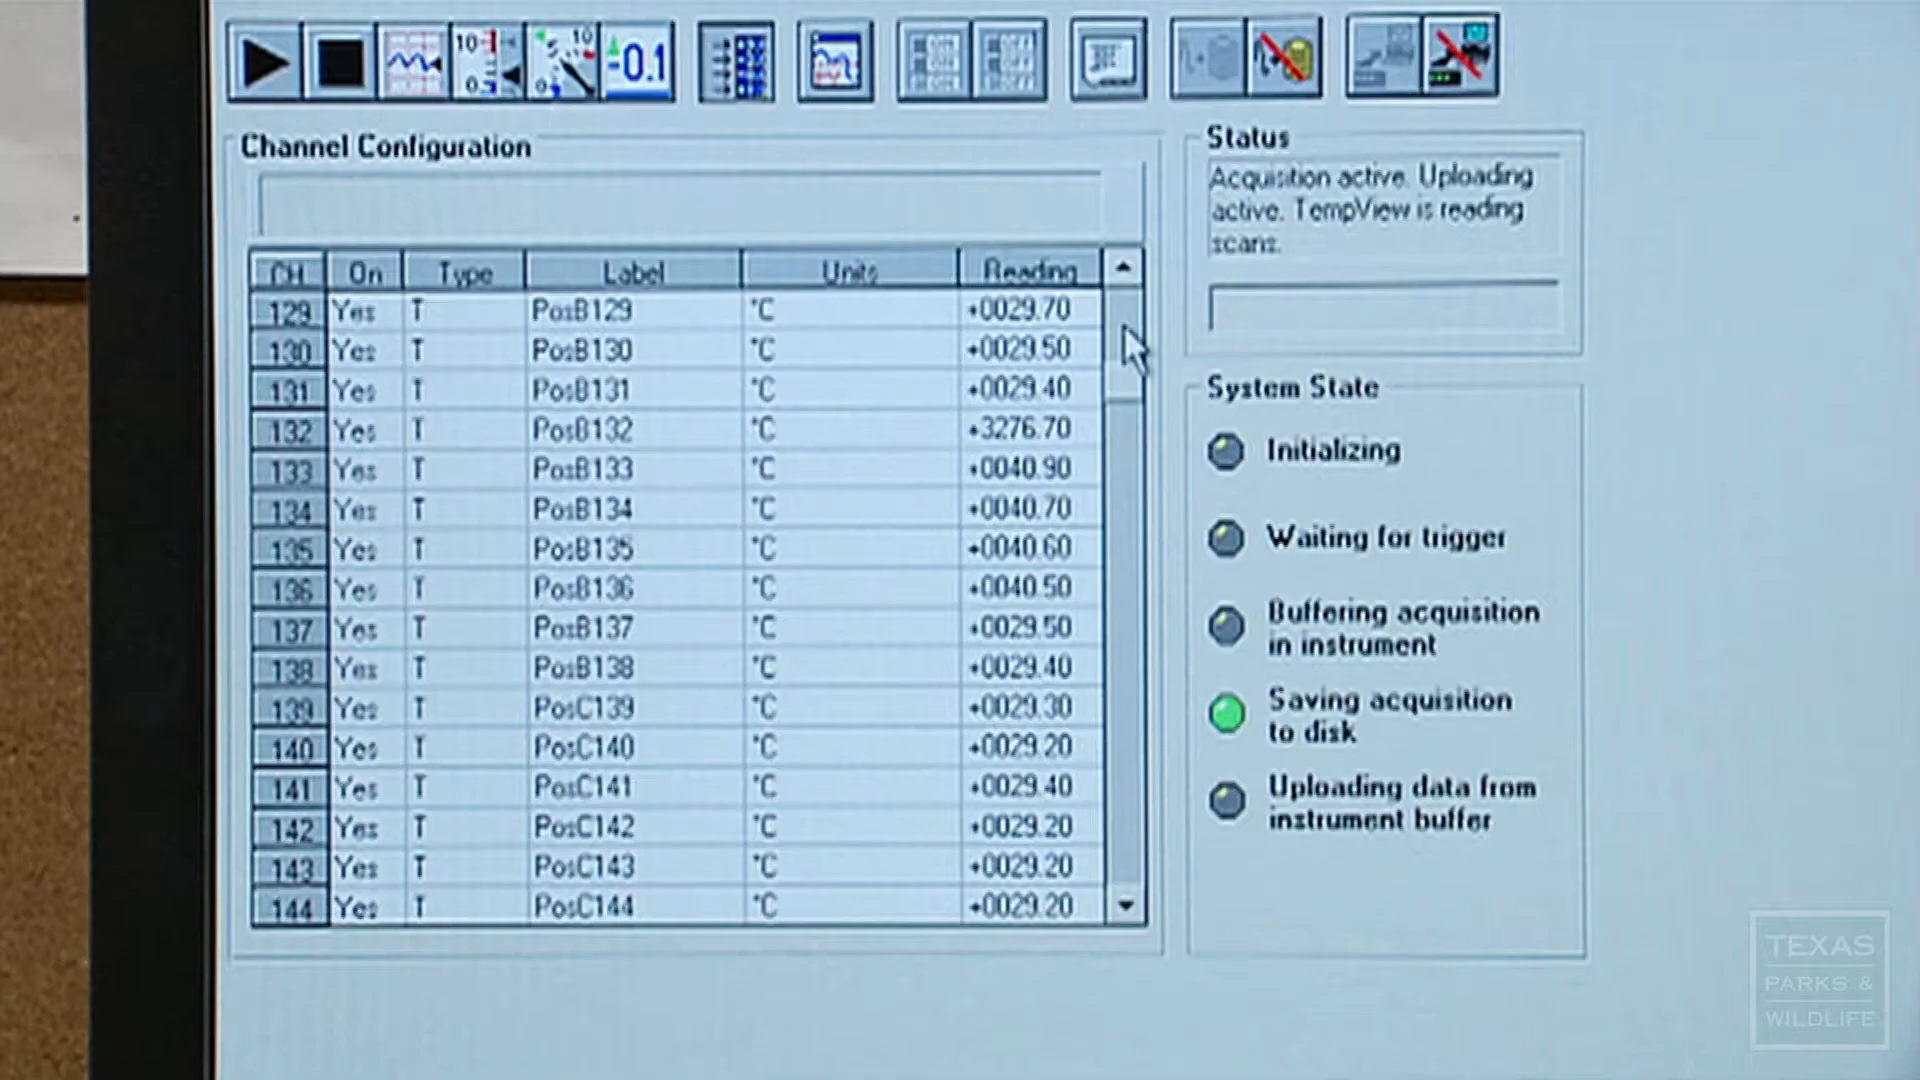 10
0
10
0
-0.1
Channel Configuration
CH On Type Label Units Reading
129 Yes T PosB129 °C +0029.70
130 Yes T PosB130 °C +0029.50
131 Yes T PosB131 °C +0029.40
132 Yes T PosB132 °C +3276.70
133 Yes T PosB133 °C +0040.90
134 Yes T PosB134 °C +0040.70
135 Yes T PosB135 °C +0040.60
136 Yes T PosB136 °C +0040.50
137 Yes T PosB137 °C +0029.50
138 Yes T PosB138 °C +0029.40
139 Yes T PosC139 °C +0029.30
140 Yes T PosC140 °C +0029.20
141 Yes T PosC141 °C +0029.40
142 Yes T PosC142 °C +0029.20
143 Yes T PosC143 °C +0029.20
144 Yes T PosC144 °C +0029.20
Status
Acquisition active. Uploading
active. TempView is reading
scans.
System State
Initializing
Waiting for trigger
Buffering acquisition
in instrument
Saving acquisition
to disk
Uploading data from
instrument buffer
TEXAS
PARKS &
WILDLIFE